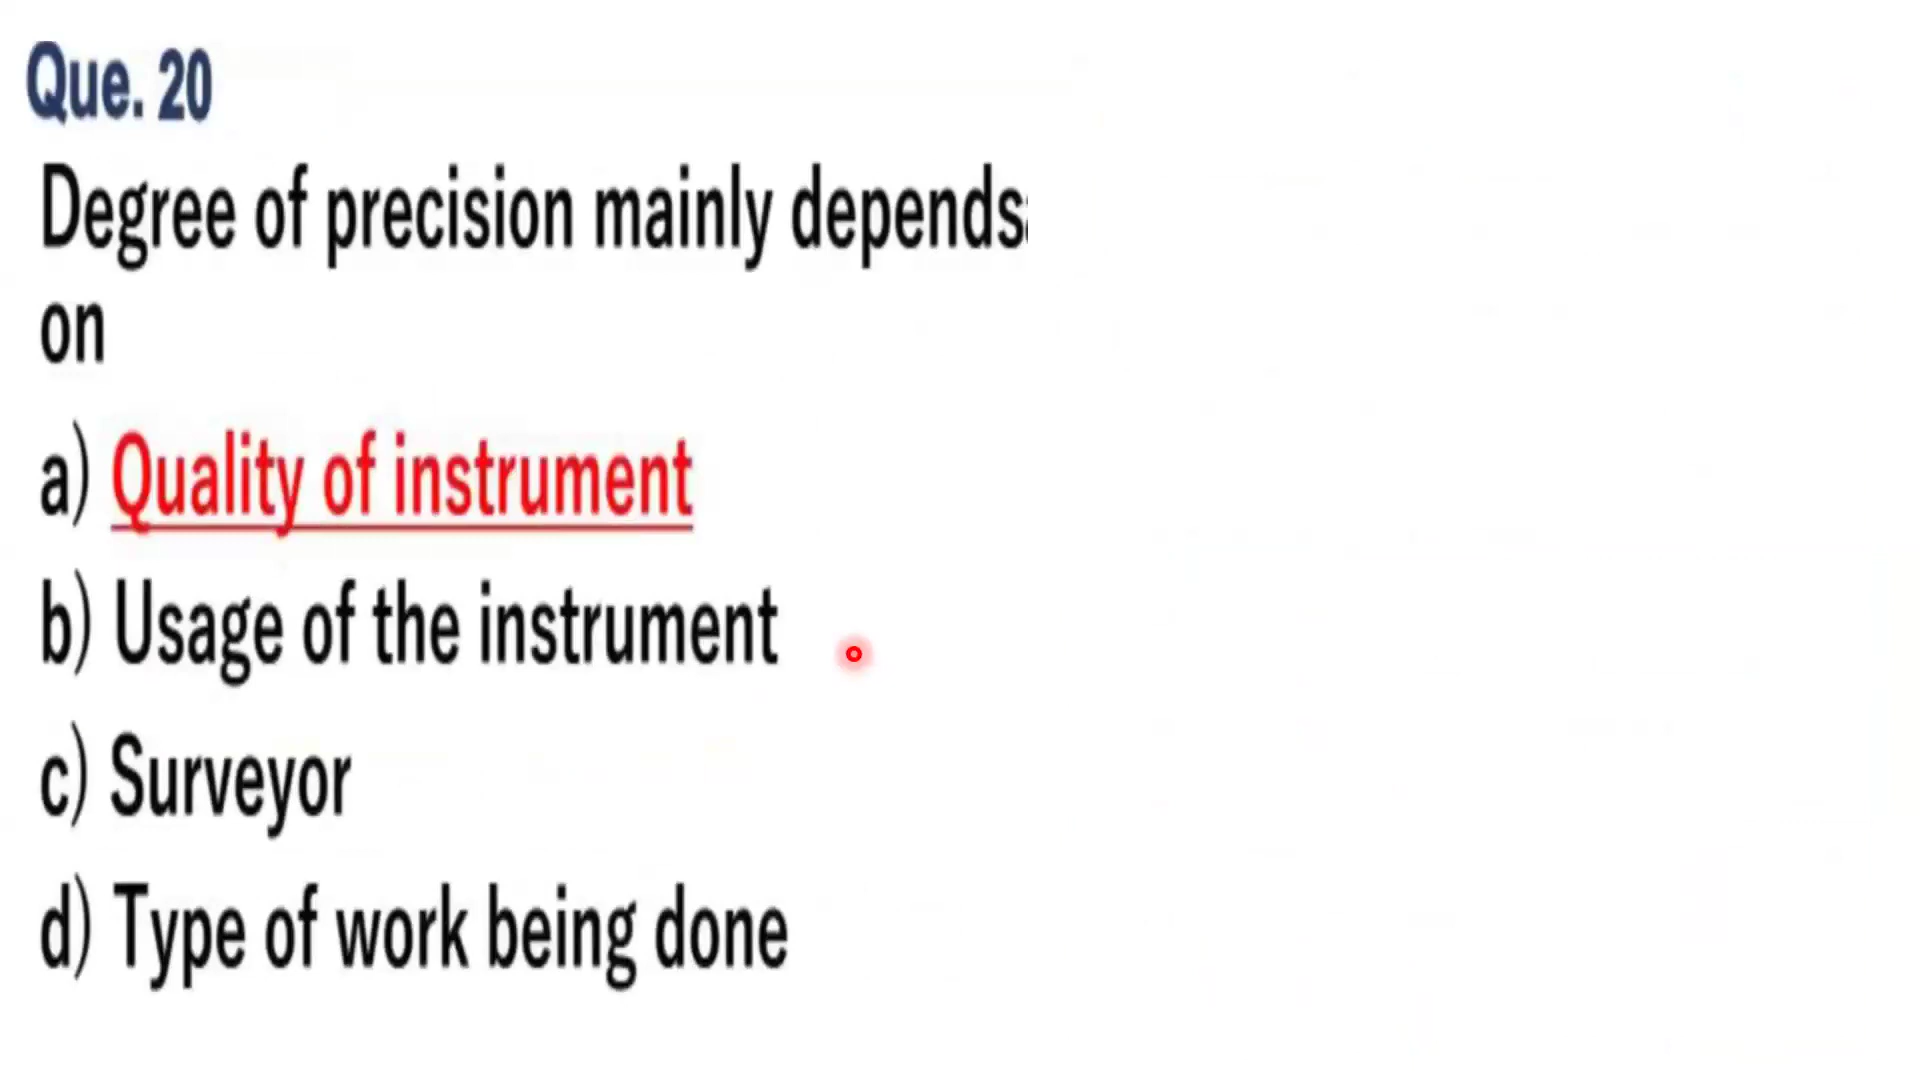 Que. 20
Degree of precision mainly depends
on
a) Quality of instrument
b) Usage of the instrument
c) Surveyor
d) Type of work being done